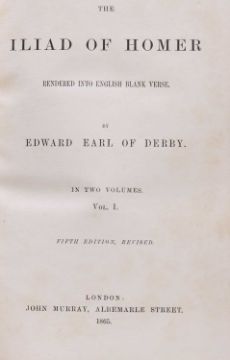 THE
ILIAD OF HOMER
RENDERED INTO ENGLISH BLANK VERSE.
BY
EDWARD EARL OF DERBY.
IN TWO VOLUMES.
VOL. I.
FIFTH EDITION, REVISED.
LONDON:
JOHN MURRAY, ALBEMARLE STREET.
1865.